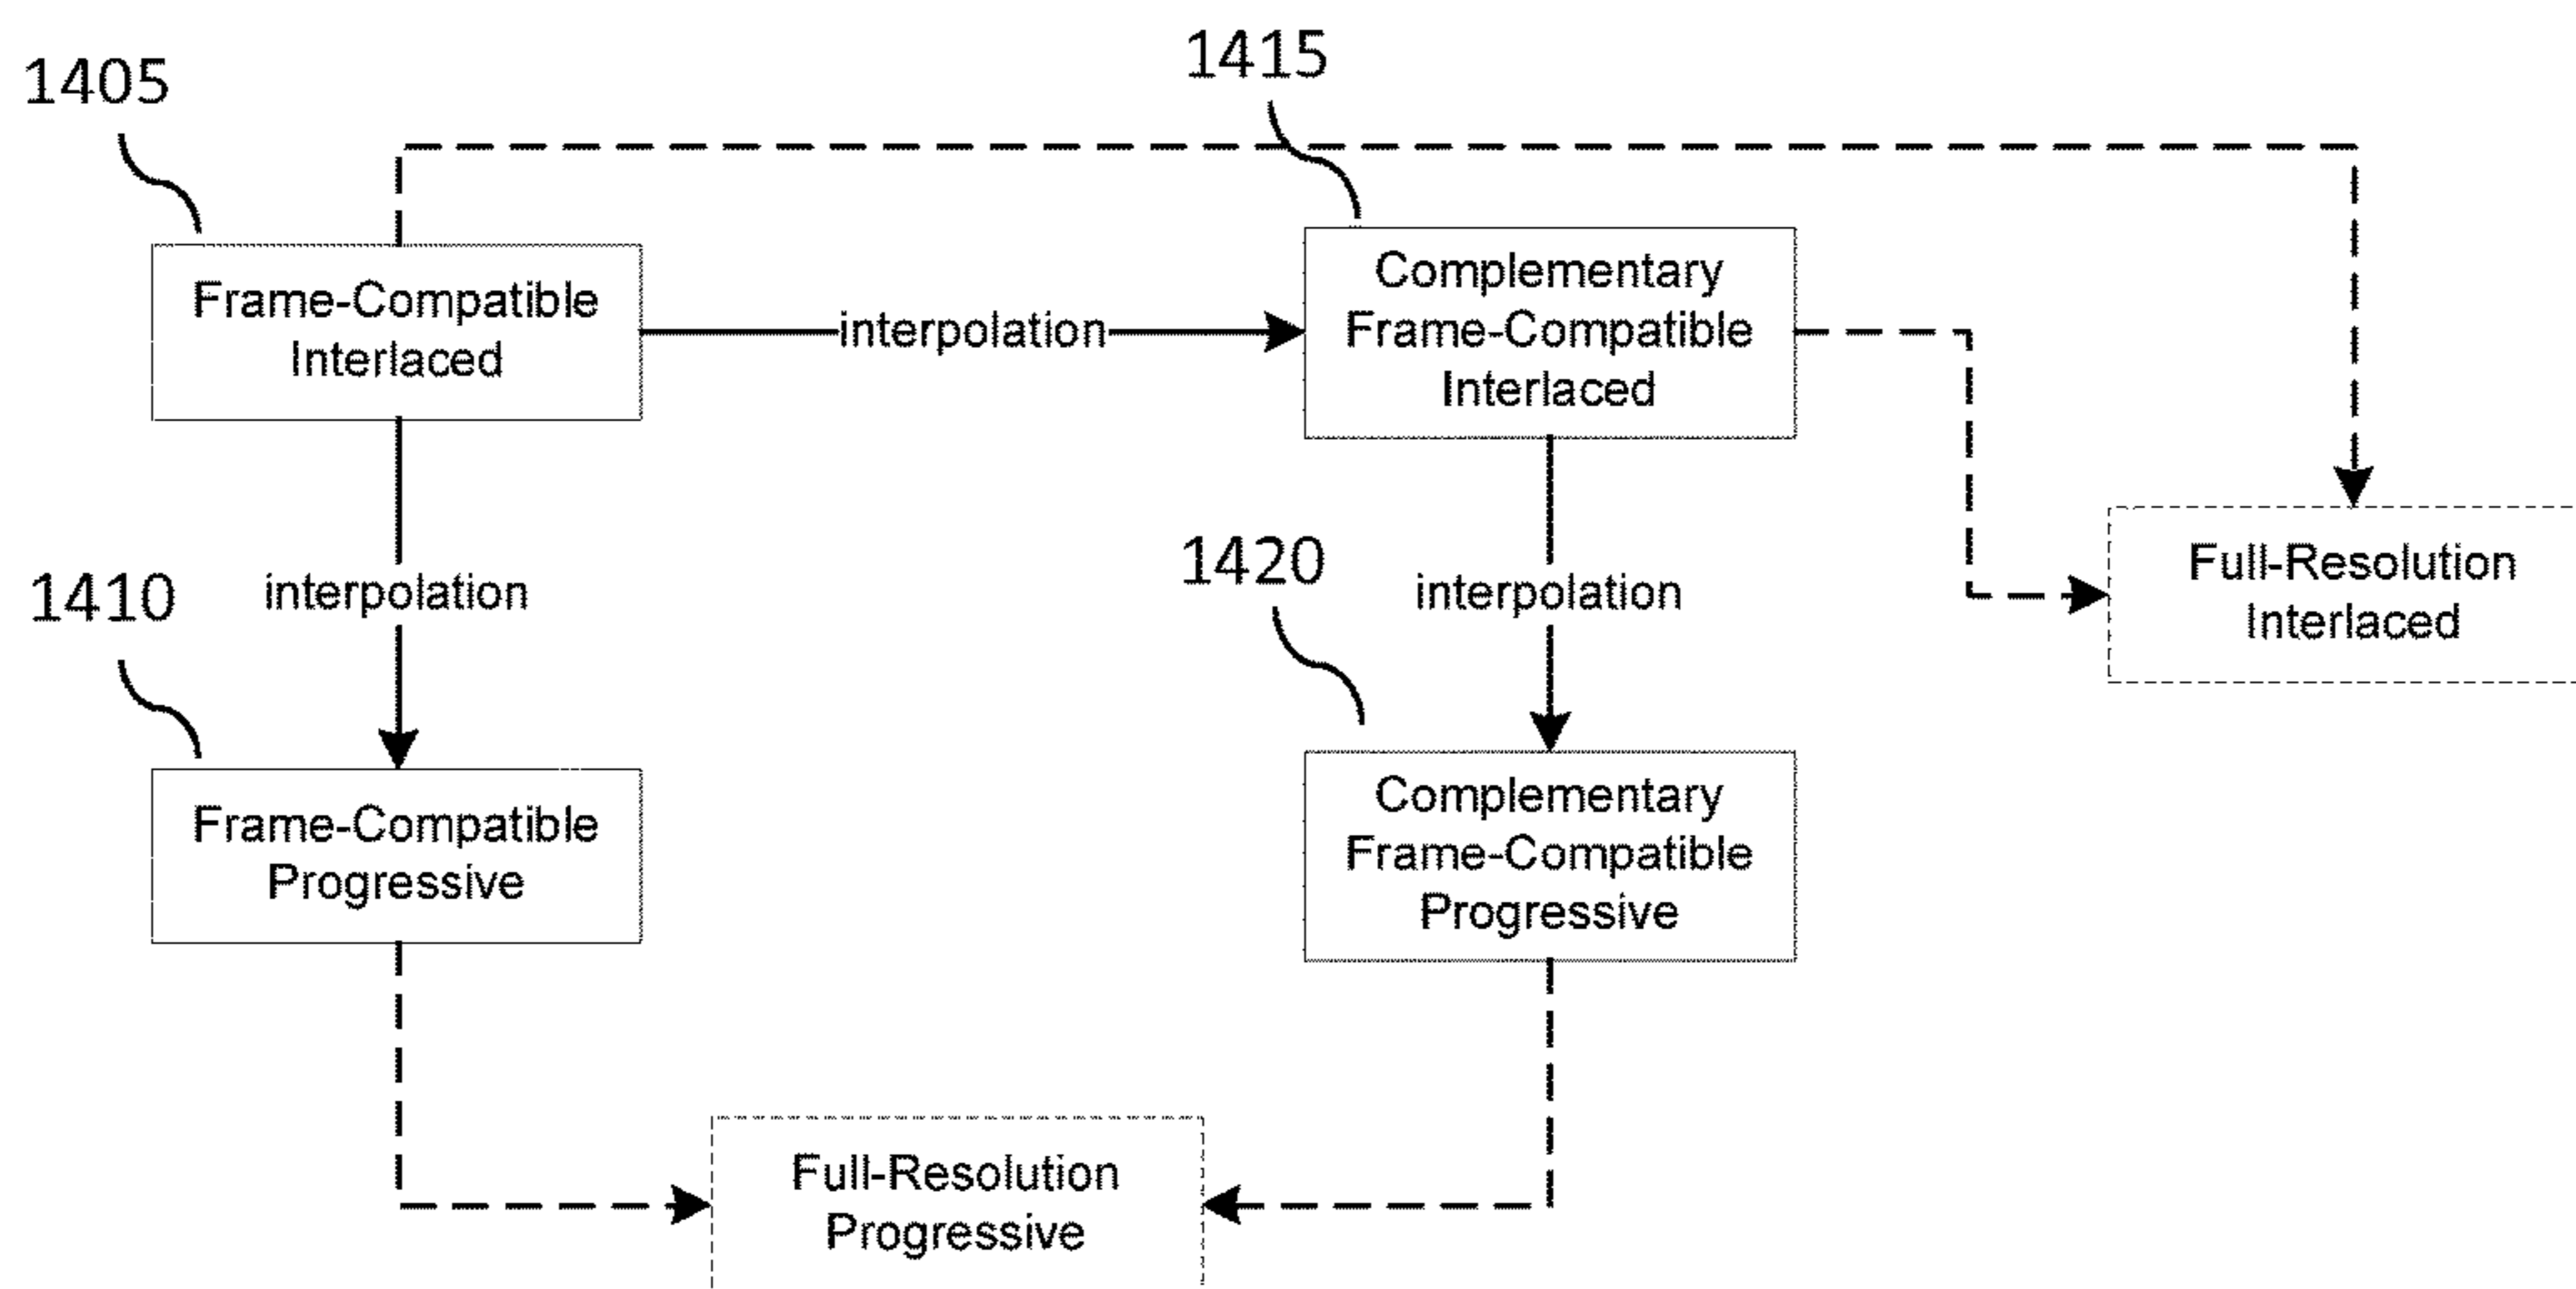 1405
1415
Frame-Compatible
Interlaced
interpolation
Complementary
Frame-Compatible
Interlaced
1410
interpolation
1420
interpolation
Full-Resolution
Interlaced
Frame-Compatible
Progressive
Complementary
Frame-Compatible
Progressive
Full-Resolution
Progressive